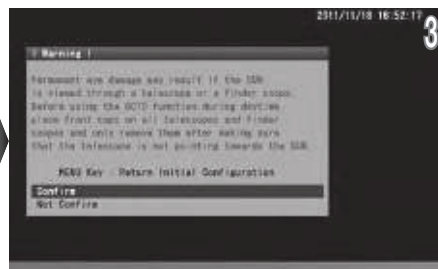 2011/11/18 16:52:17
3
! Warning !
Permanent eye damage may result if the SUN
is viewed through a telescope or a finder scope.
Before using the GOTO function during daytime
place front caps on all telescopes and finder
scopes and only remove them after making sure
that the telescope is not pointing towards the SUN.
MENU Key : Return Initial Configuration
Confirm
Not Confirm